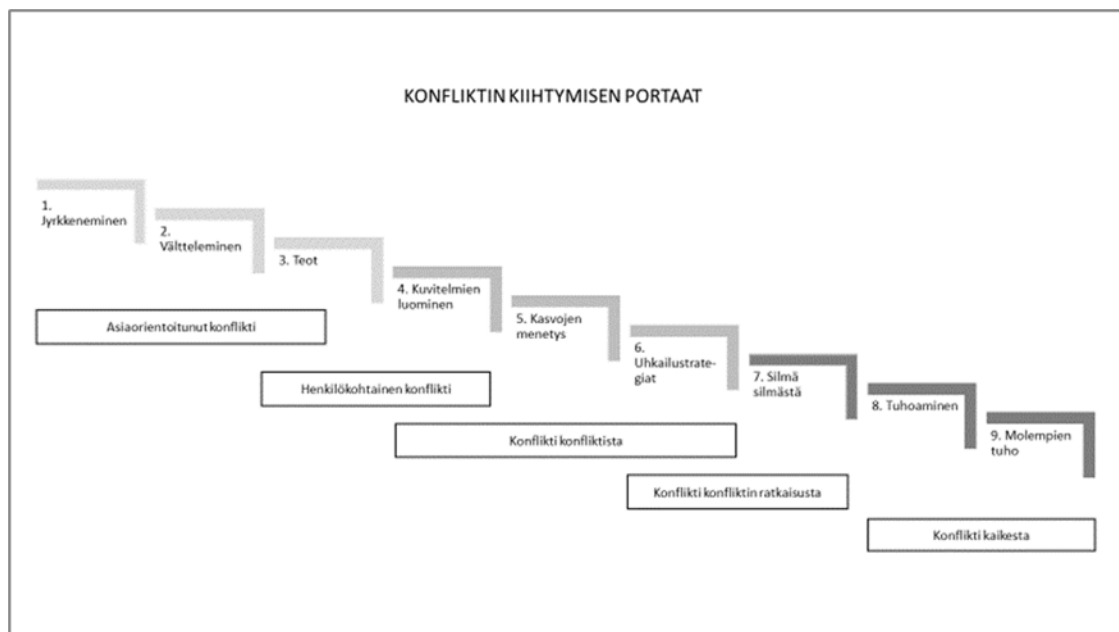 KONFLIKTIN KIIHTYMISEN PORTAAT
1.
Jyrkkeneminen
2.
Vältteleminen
3. Teot
4. Kuvitelmien
luominen
5. Kasvojen
menetys
6.
Uhkailustrate-
giat
7. Silmä
silmästä
8. Tuhoaminen
9. Molempien
tuho
Asiaorientoitunut konflikti
Henkilökohtainen konflikti
Konflikti konfliktista
Konflikti konfliktin ratkaisusta
Konflikti kaikesta